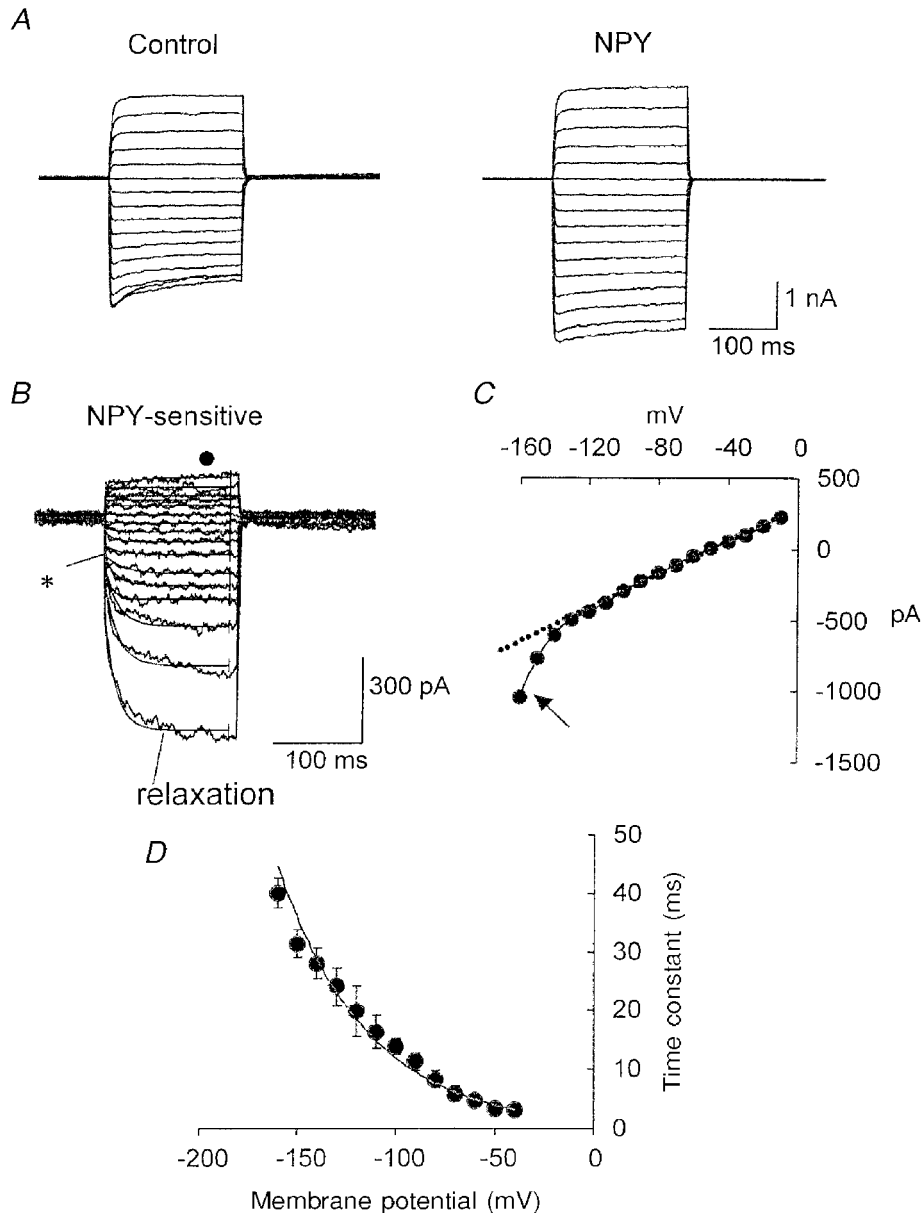 A
Control
NPY
1 nA
100 ms
B
NPY-sensitive
*
300 pA
100 ms
relaxation
C
mV
-160 -120 -80 -40 0
500
0
-500
pA
-1000
-1500
D
50
40
30
20
10
0
Time constant (ms)
-200 -150 -100 -50 0
Membrane potential (mV)